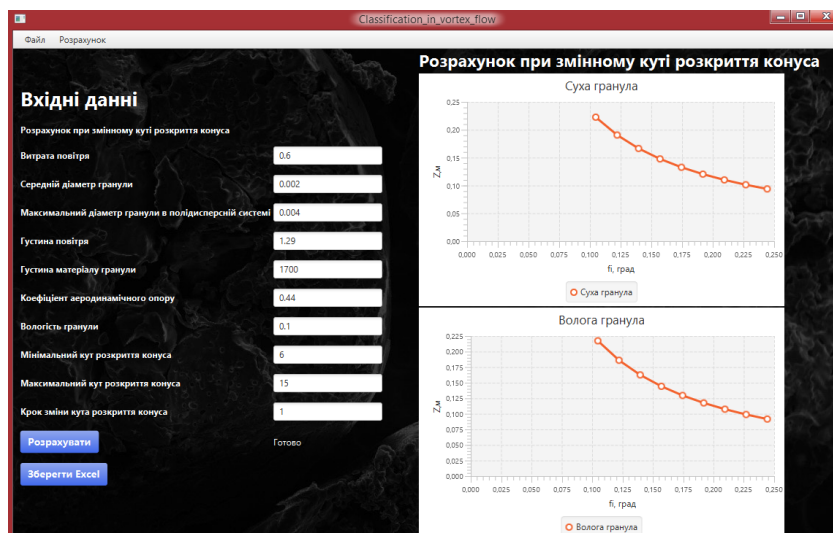 Classification_in_vortex_flow
Файл Розрахунок
Вхідні данні
Розрахунок при змінному куті розкриття конуса
Витрата повітря 0.6
Середній діаметр гранули 0.002
Максимальний діаметр гранули в полідисперсній системі 0.004
Густина повітря 1.29
Густина матеріалу гранули 1700
Коефіцієнт аеродинамічного опору 0.44
Вологість гранули 0.1
Мінімальний кут розкриття конуса 6
Максимальний кут розкриття конуса 15
Крок зміни кута розкриття конуса 1
Розрахувати Готово
Зберегти Excel
Розрахунок при змінному куті розкриття конуса
Суха гранула
0,25
0,20
0,15
0,10
0,05
0,00
Z,м
0,000 0,025 0,050 0,075 0,100 0,125 0,150 0,175 0,200 0,225 0,250
fi, град
Суха гранула
Волога гранула
0,225
0,200
0,175
0,150
0,125
0,100
0,075
0,050
0,025
0,000
Z,м
0,000 0,025 0,050 0,075 0,100 0,125 0,150 0,175 0,200 0,225 0,250
fi, град
Волога гранула